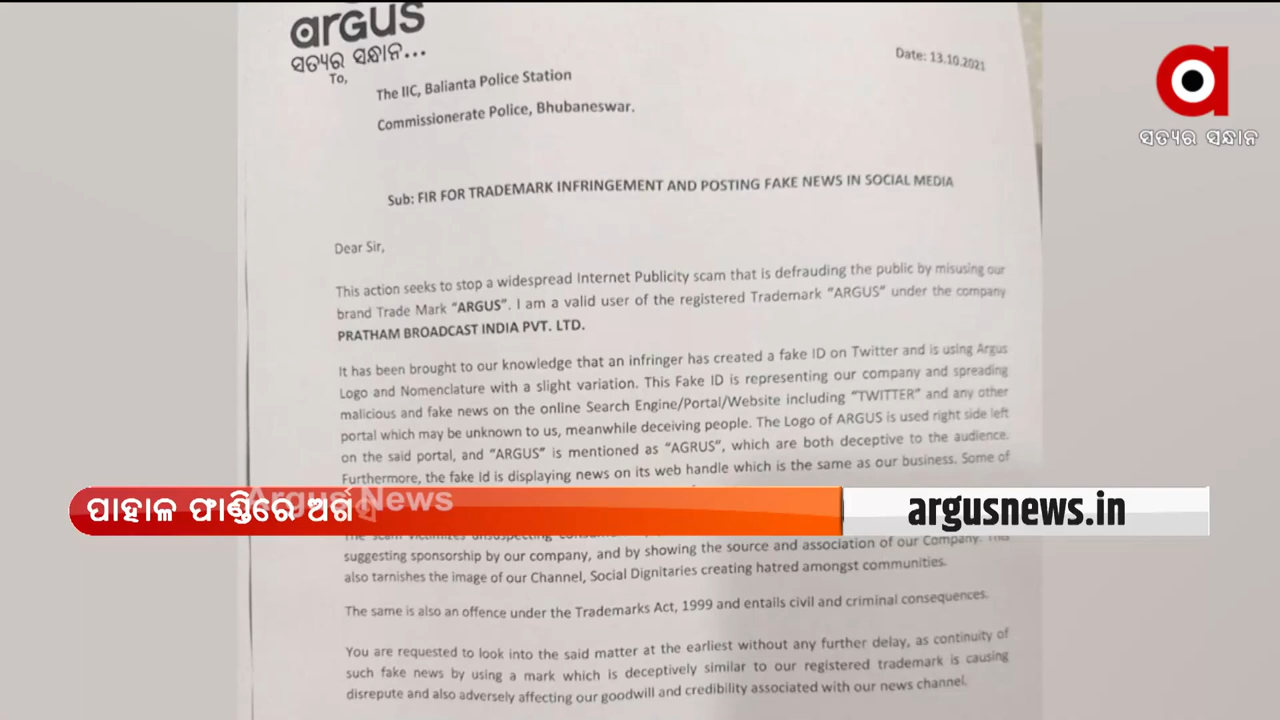 argus
ସତ୍ୟର ସନ୍ଧାନ...
Date: 13.10.2021
To,
The IIC, Balianta Police Station
Commissionerate Police, Bhubaneswar.
ସତ୍ୟର ସନ୍ଧାନ
Sub: FIR FOR TRADEMARK INFRINGEMENT AND POSTING FAKE NEWS IN SOCIAL MEDIA
Dear Sir,
This action seeks to stop a widespread Internet Publicity scam that is defrauding the public by misusing our
brand Trade Mark “ARGUS”. I am a valid user of the registered Trademark “ARGUS” under the company
PRATHAM BROADCAST INDIA PVT. LTD.
It has been brought to our knowledge that an infringer has created a fake ID on Twitter and is using Argus
Logo and Nomenclature with a slight variation. This Fake ID is representing our company and spreading
malicious and fake news on the online Search Engine/Portal/Website including “TWITTER” and any other
portal which may be unknown to us, meanwhile deceiving people. The Logo of ARGUS is used right side left
on the said portal, and “ARGUS” is mentioned as “AGRUS”, which are both deceptive to the audience.
Furthermore, the fake Id is displaying news on its web handle which is the same as our business. Some of
Argus News
ପାହାଳ ଫାଣ୍ଡିରେ ଅର୍ଗ
argusnews.in
The scam victimizes unsuspecting
suggesting sponsorship by our company, and by showing the source and association of our Company. This
also tarnishes the image of our Channel, Social Dignitaries creating hatred amongst communities.
The same is also an offence under the Trademarks Act, 1999 and entails civil and criminal consequences.
You are requested to look into the said matter at the earliest without any further delay, as continuity of
such fake news by using a mark which is deceptively similar to our registered trademark is causing
disrepute and also adversely affecting our goodwill and credibility associated with our news channel.